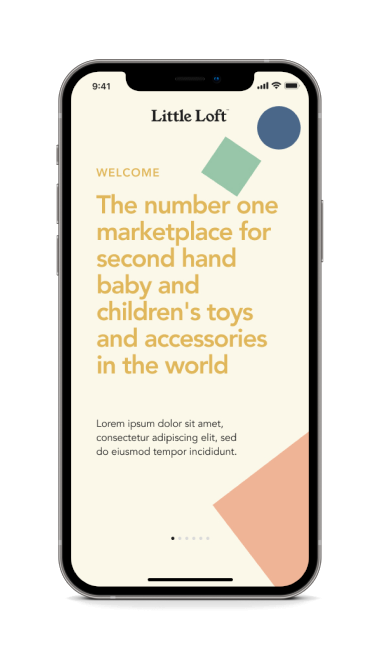 9:41
Little Loft
WELCOME
The number one
marketplace for
second hand
baby and
children's toys
and accessories
in the world
Lorem ipsum dolor sit amet,
consectetur adipiscing elit, sed
do eiusmod tempor incididunt.